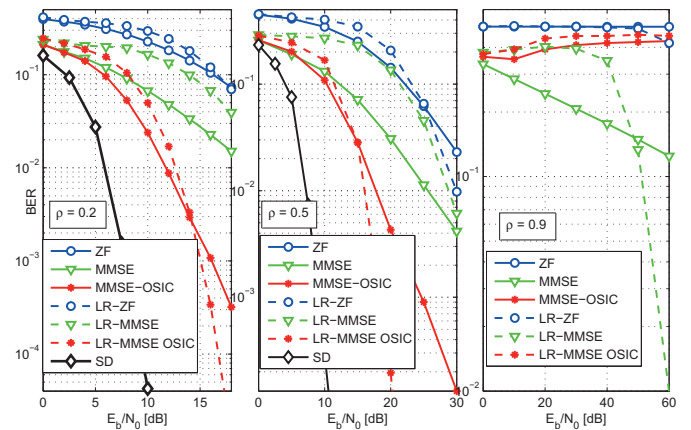 10^-1
10^-2
10^-3
10^-4
BER
0
5
10
15
E_b/N_0 [dB]
ρ = 0.2
ZF
MMSE
MMSE-OSIC
LR-ZF
LR-MMSE
LR-MMSE OSIC
SD
10^-1
10^-2
10^-3
0
10
20
30
E_b/N_0 [dB]
ρ = 0.5
ZF
MMSE
MMSE-OSIC
LR-ZF
LR-MMSE
LR-MMSE OSIC
SD
10^-1
10^-2
0
20
40
60
E_b/N_0 [dB]
ρ = 0.9
ZF
MMSE
MMSE-OSIC
LR-ZF
LR-MMSE
LR-MMSE OSIC